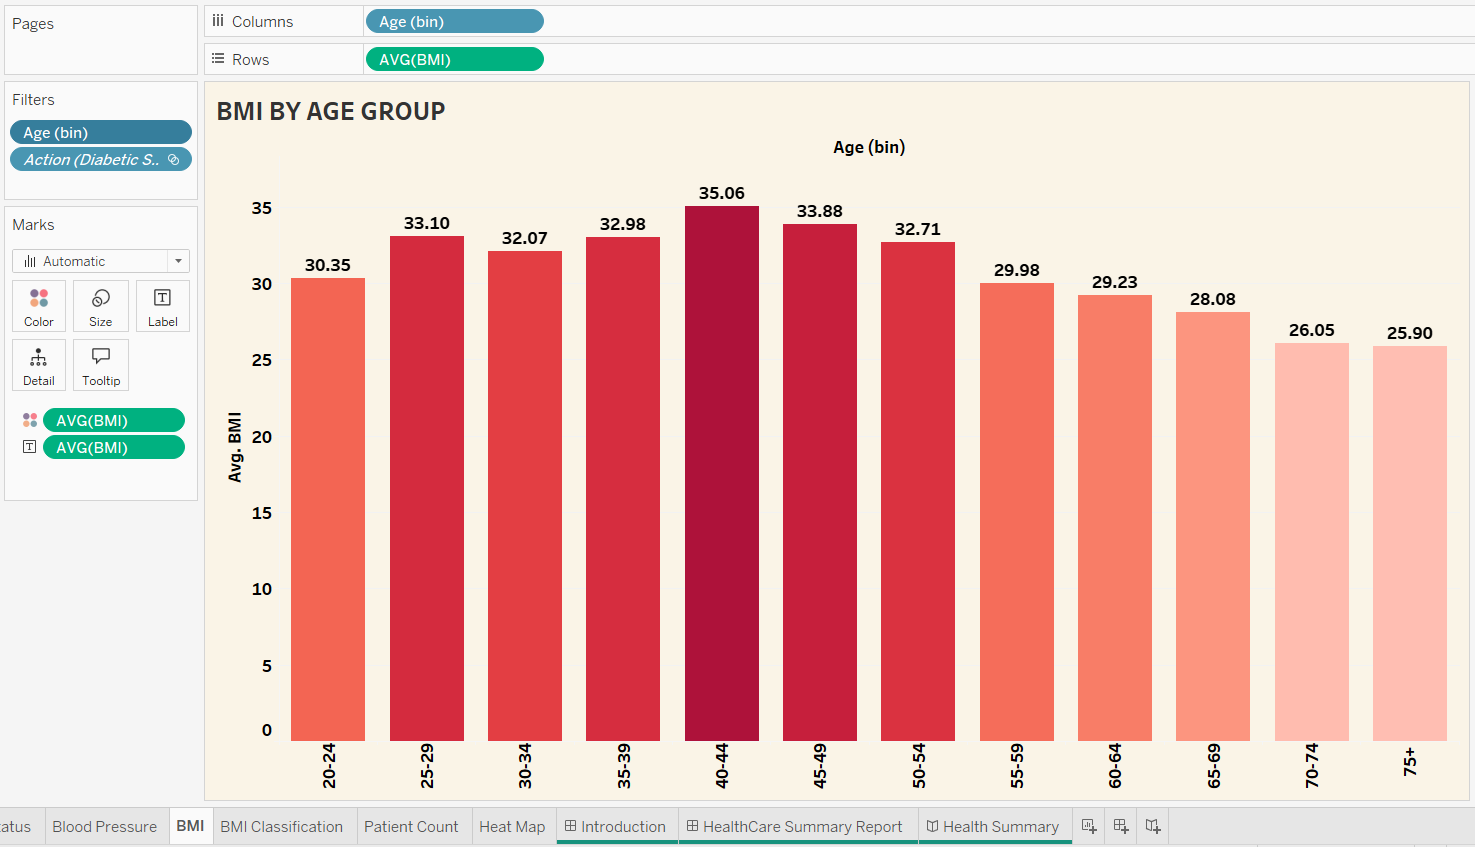 Pages
Columns
Age (bin)
Rows
AVG(BMI)
Filters
Age (bin)
Action (Diabetic S..
Marks
Automatic
Color
Size
T
Label
Detail
Tooltip
AVG(BMI)
T
AVG(BMI)
BMI BY AGE GROUP
Age (bin)
Avg. BMI
35
30
25
20
15
10
5
0
30.35
33.10
32.07
32.98
35.06
33.88
32.71
29.98
29.23
28.08
26.05
25.90
20-24
25-29
30-34
35-39
40-44
45-49
50-54
55-59
60-64
65-69
70-74
75+
tatus
Blood Pressure
BMI
BMI Classification
Patient Count
Heat Map
Introduction
HealthCare Summary Report
Health Summary